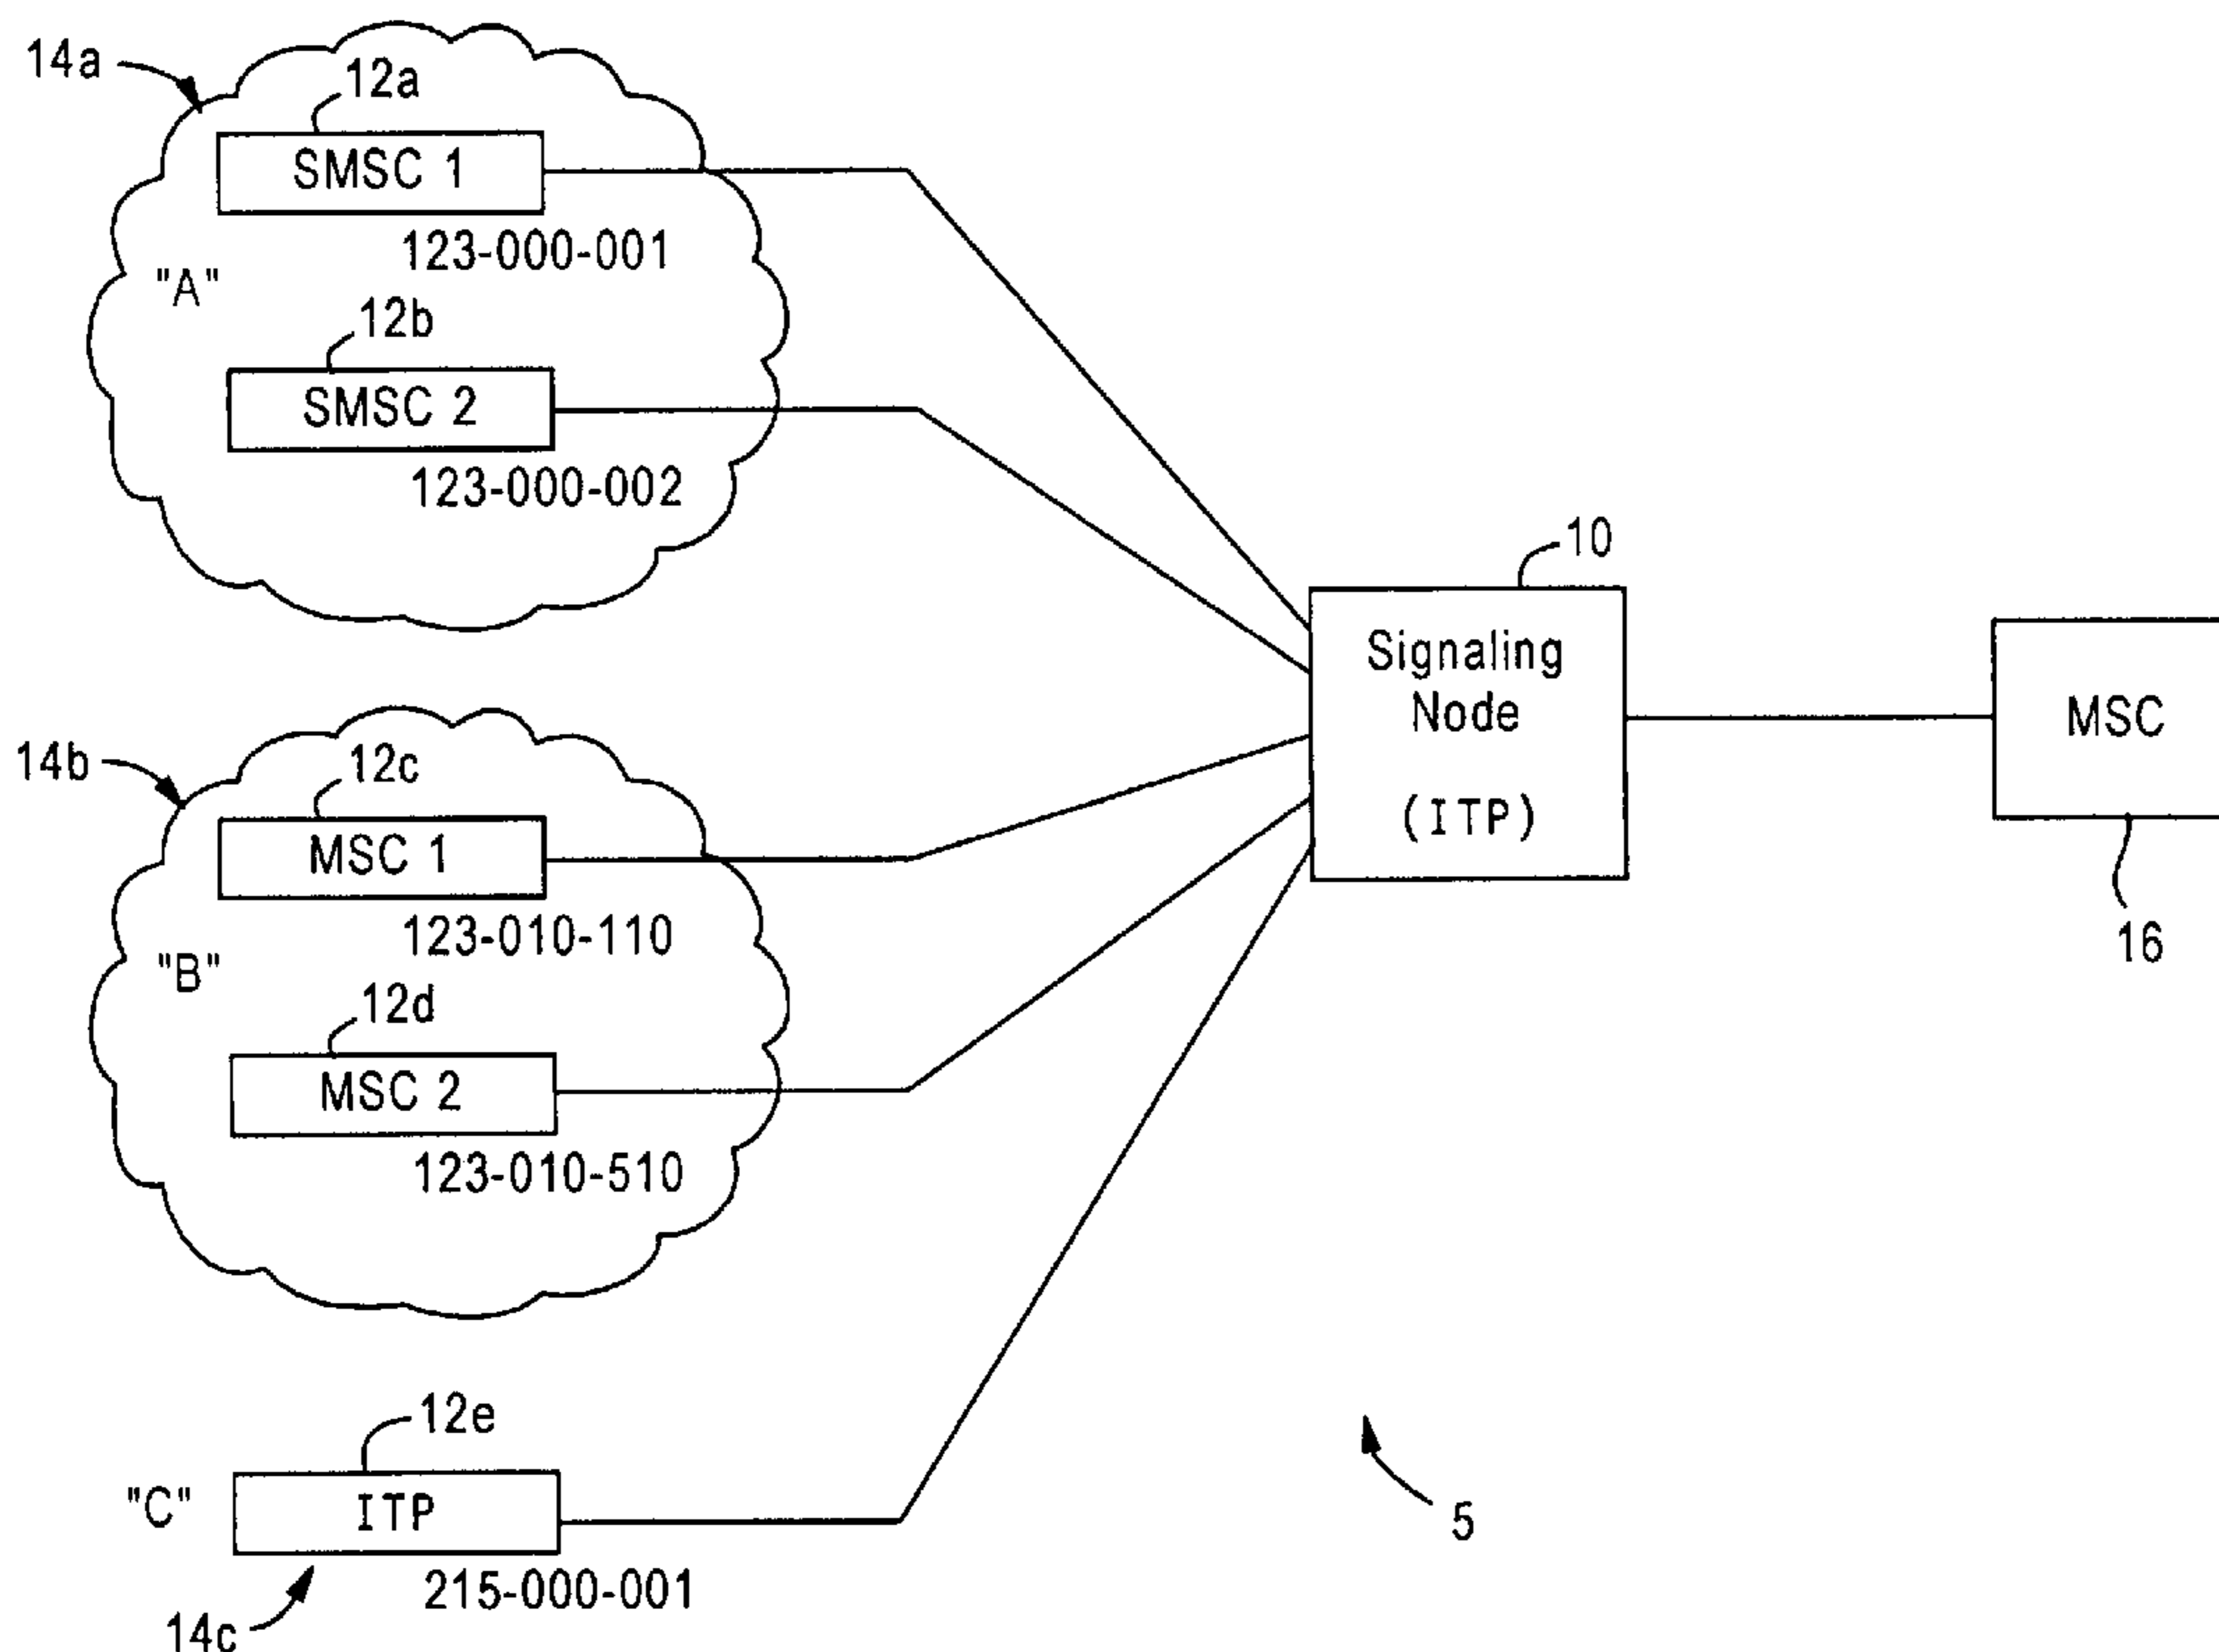 14a
12a
SMSC 1
123-000-001
"A"
12b
SMSC 2
123-000-002
10
Signaling
Node
(ITP)
MSC
16
14b
12c
MSC 1
123-010-110
"B"
12d
MSC 2
123-010-510
12e
"C"
ITP
215-000-001
14c
5